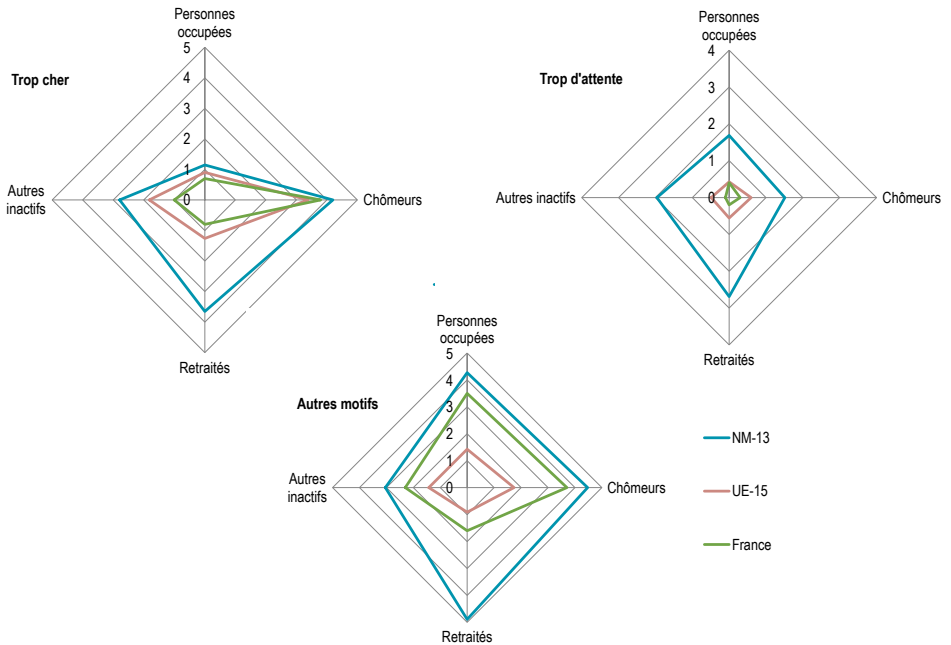 Personnes
occupées
5
4
3
2
1
0
Trop cher
Autres
inactifs
Chômeurs
Retraités
Personnes
occupées
4
3
2
1
0
Trop d'attente
Autres inactifs
Chômeurs
Retraités
Personnes
occupées
5
4
3
2
1
0
Autres motifs
Autres
inactifs
Chômeurs
Retraités
NM-13
UE-15
France